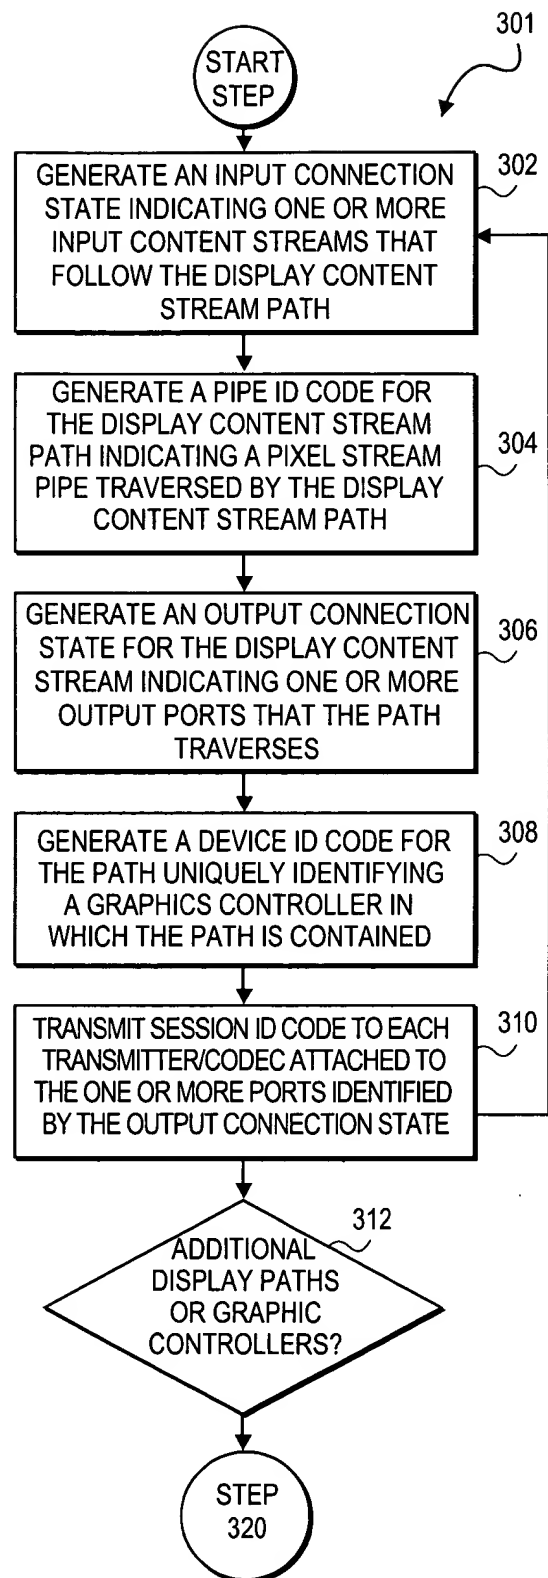 301
START
STEP
302
GENERATE AN INPUT CONNECTION
STATE INDICATING ONE OR MORE
INPUT CONTENT STREAMS THAT
FOLLOW THE DISPLAY CONTENT
STREAM PATH
304
GENERATE A PIPE ID CODE FOR
THE DISPLAY CONTENT STREAM
PATH INDICATING A PIXEL STREAM
PIPE TRAVERSED BY THE DISPLAY
CONTENT STREAM PATH
306
GENERATE AN OUTPUT CONNECTION
STATE FOR THE DISPLAY CONTENT
STREAM INDICATING ONE OR MORE
OUTPUT PORTS THAT THE PATH
TRAVERSES
308
GENERATE A DEVICE ID CODE FOR
THE PATH UNIQUELY IDENTIFYING
A GRAPHICS CONTROLLER IN
WHICH THE PATH IS CONTAINED
310
TRANSMIT SESSION ID CODE TO EACH
TRANSMITTER/CODEC ATTACHED TO
THE ONE OR MORE PORTS IDENTIFIED
BY THE OUTPUT CONNECTION STATE
312
ADDITIONAL
DISPLAY PATHS
OR GRAPHIC
CONTROLLERS?
STEP
320